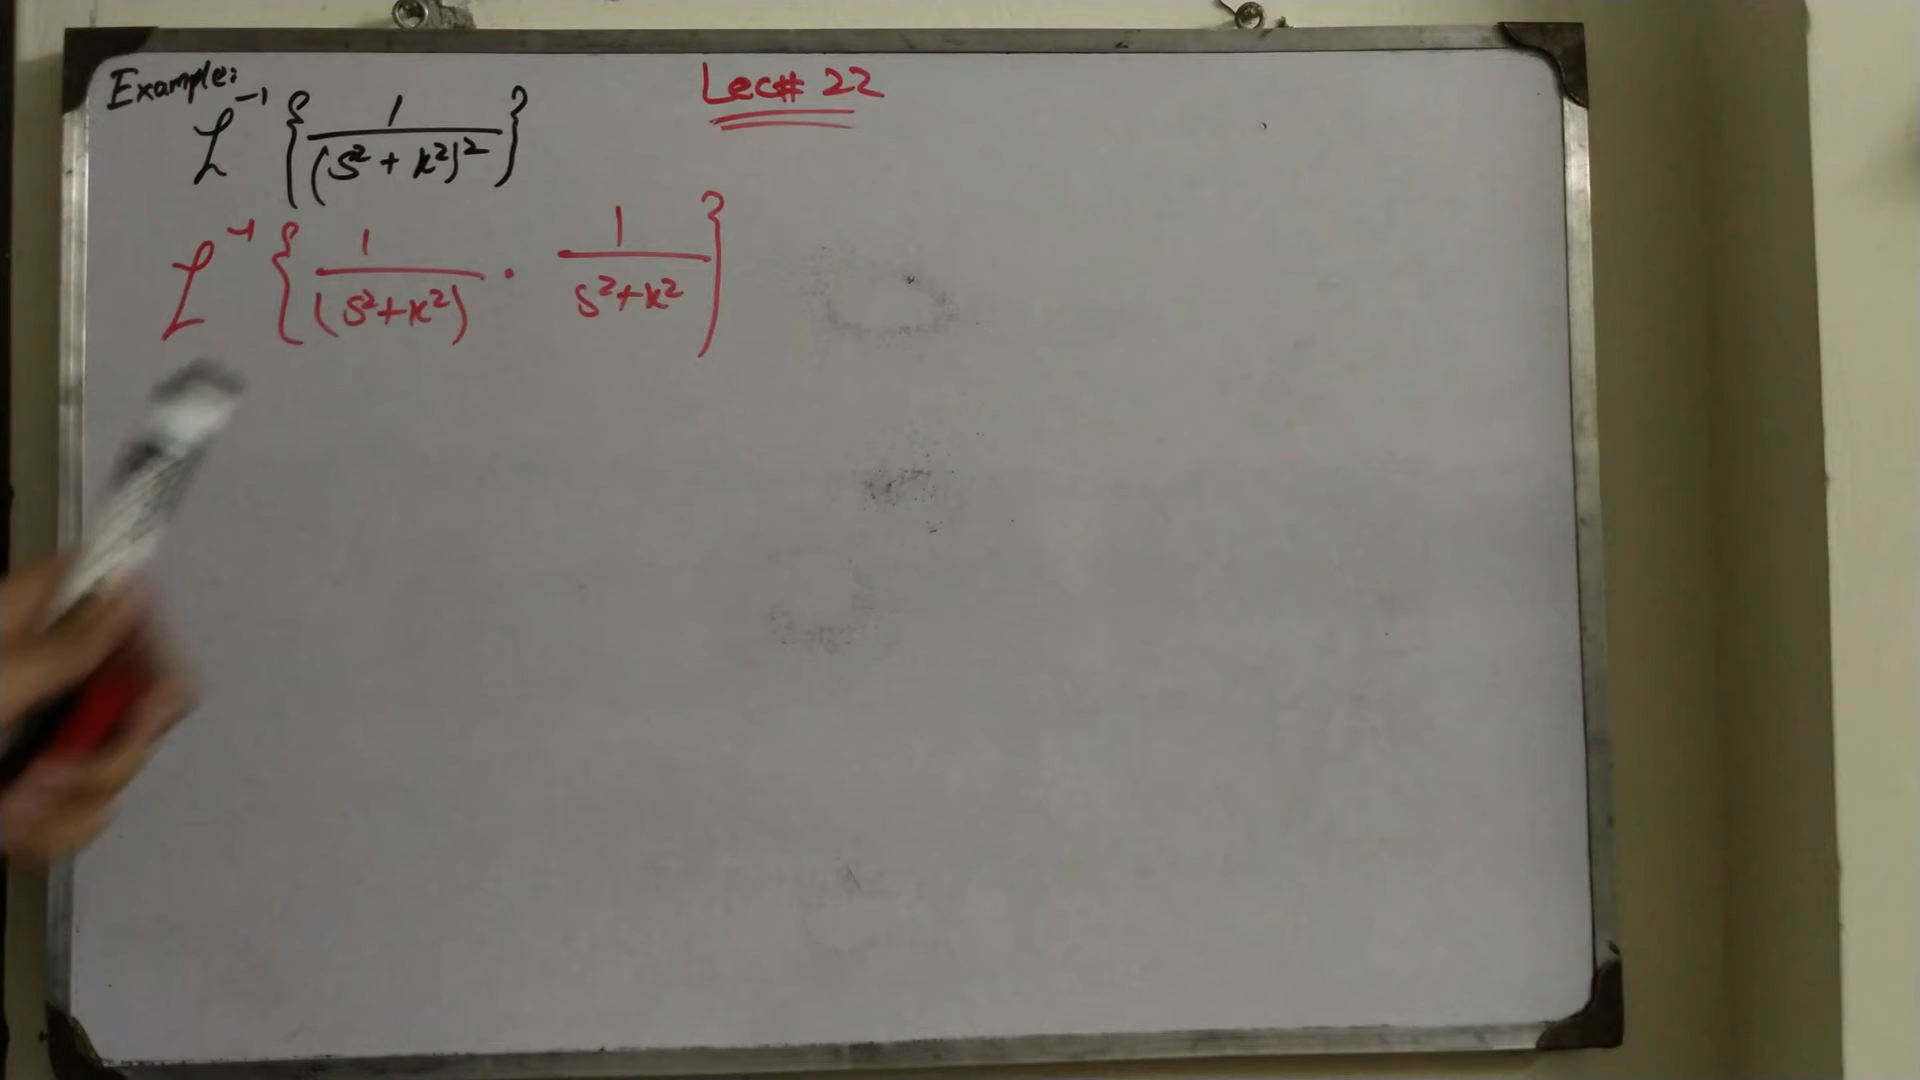 Example:
Lec# 22
ℒ⁻¹ { 1 / (s² + k²)² }
ℒ⁻¹ { 1 / (s²+k²) · 1 / s²+k² }